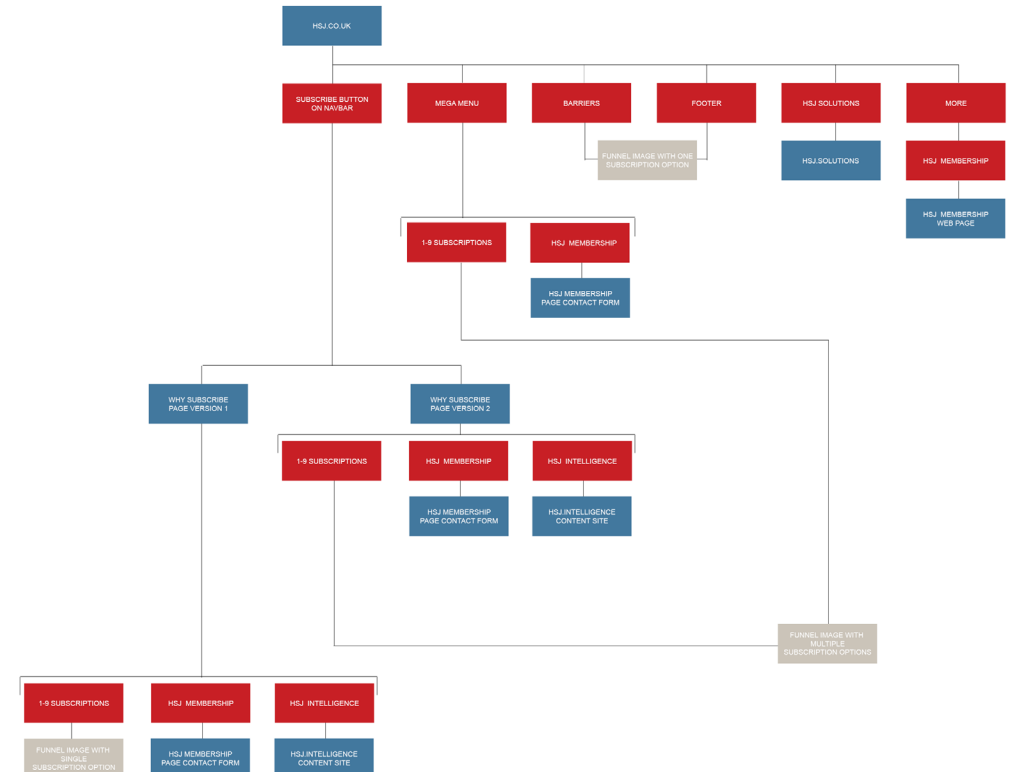 HSJ.CO.UK
SUBSCRIBE BUTTON
ON NAVBAR
MEGA MENU
BARRIERS
FOOTER
HSJ SOLUTIONS
MORE
FUNNEL IMAGE WITH ONE
SUBSCRIPTION OPTION
HSJ.SOLUTIONS
HSJ MEMBERSHIP
HSJ MEMBERSHIP
WEB PAGE
1-9 SUBSCRIPTIONS
HSJ MEMBERSHIP
HSJ MEMBERSHIP
PAGE CONTACT FORM
WHY SUBSCRIBE
PAGE VERSION 1
WHY SUBSCRIBE
PAGE VERSION 2
1-9 SUBSCRIPTIONS
HSJ MEMBERSHIP
HSJ INTELLIGENCE
HSJ MEMBERSHIP
PAGE CONTACT FORM
HSJ.INTELLIGENCE
CONTENT SITE
FUNNEL IMAGE WITH
MULTIPLE
SUBSCRIPTION OPTIONS
1-9 SUBSCRIPTIONS
HSJ MEMBERSHIP
HSJ INTELLIGENCE
FUNNEL IMAGE WITH
SINGLE
SUBSCRIPTION OPTION
HSJ MEMBERSHIP
PAGE CONTACT FORM
HSJ.INTELLIGENCE
CONTENT SITE